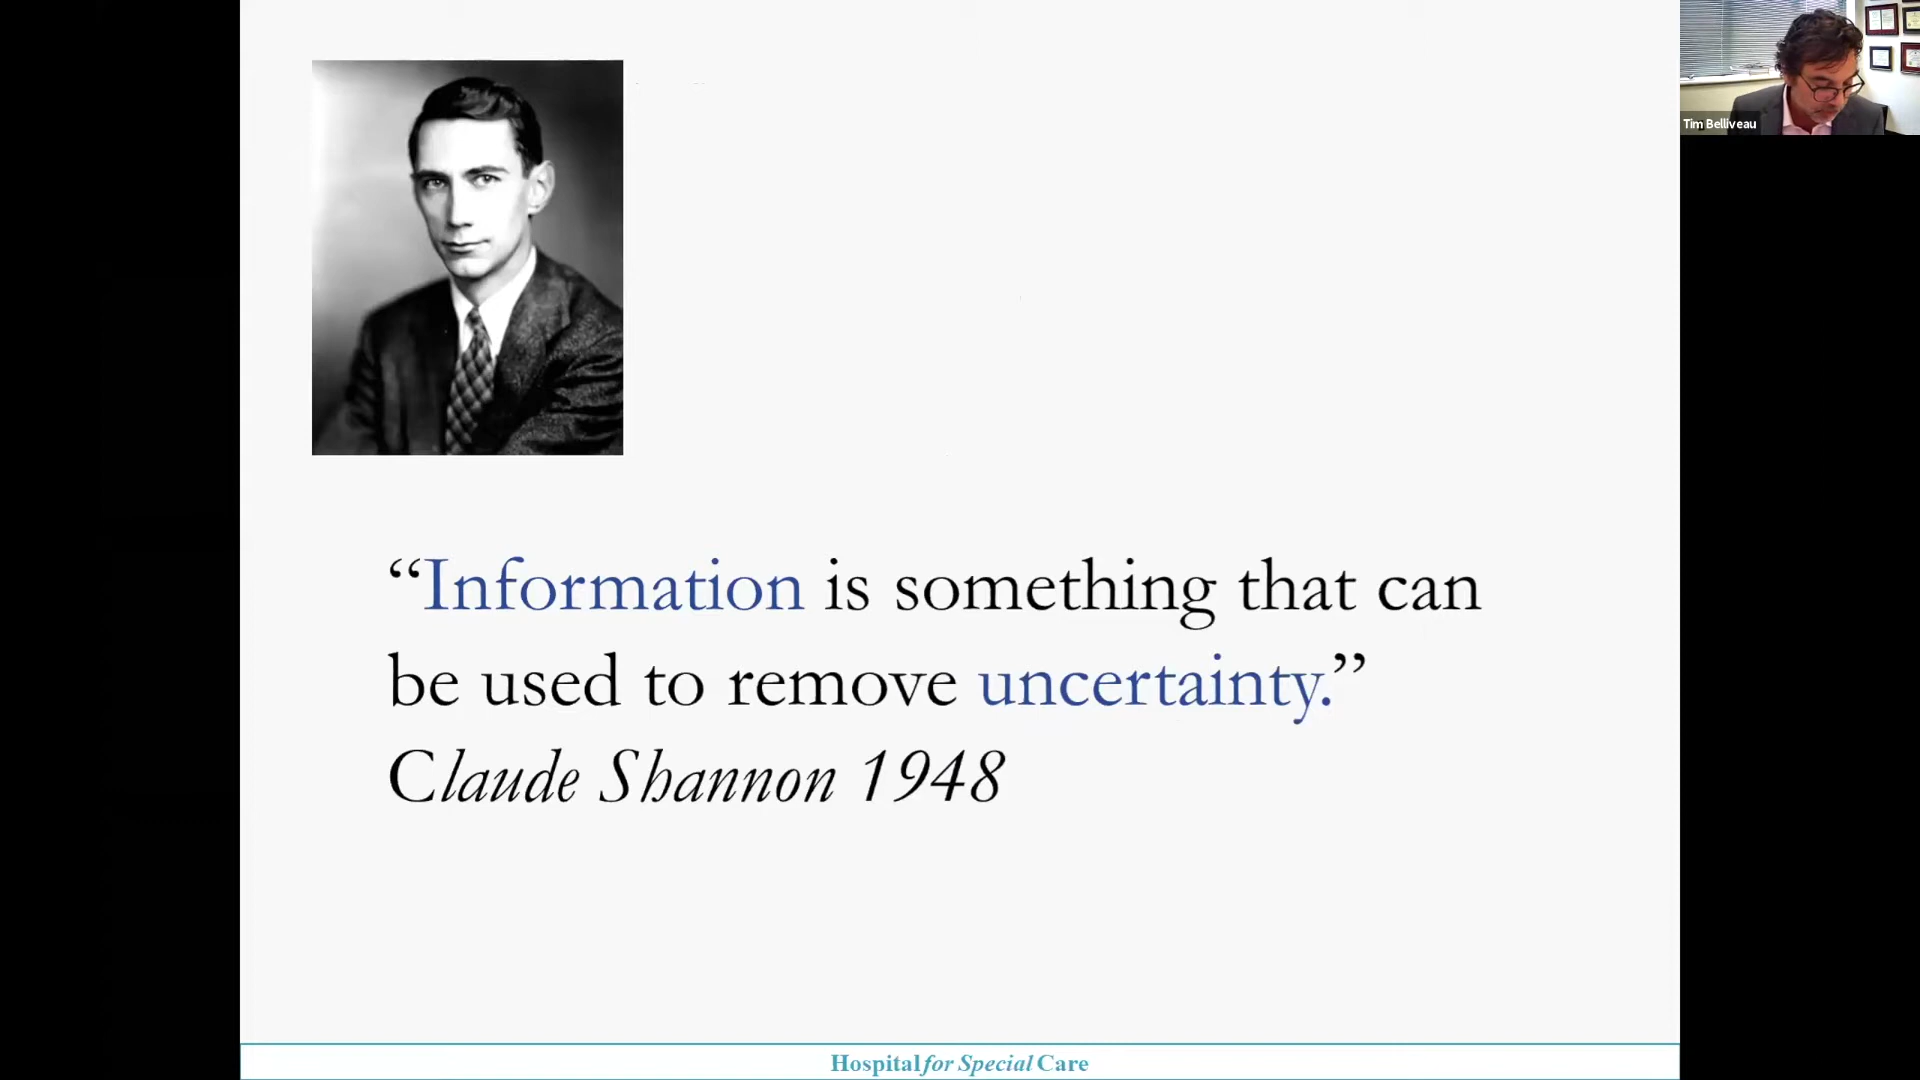 Tim Belliveau
“Information is something that can
be used to remove uncertainty.”
Claude Shannon 1948
Hospital for Special Care